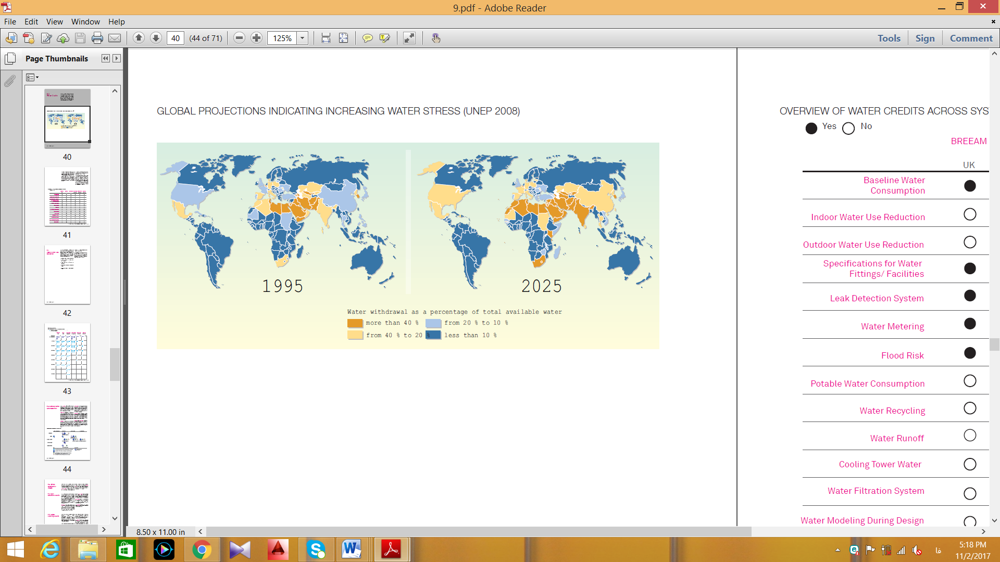 9.pdf - Adobe Reader
File Edit View Window Help
40 (44 of 71) 125% Tools Sign Comment
Page Thumbnails
40
41
42
43
44
GLOBAL PROJECTIONS INDICATING INCREASING WATER STRESS (UNEP 2008)
1995
2025
Water withdrawal as a percentage of total available water
more than 40 % from 20 % to 10 %
from 40 % to 20 % less than 10 %
OVERVIEW OF WATER CREDITS ACROSS SYS
Yes No
BREEAM
UK
Baseline Water
Consumption
Indoor Water Use Reduction
Outdoor Water Use Reduction
Specifications for Water
Fittings/ Facilities
Leak Detection System
Water Metering
Flood Risk
Potable Water Consumption
Water Recycling
Water Runoff
Cooling Tower Water
Water Filtration System
Water Modeling During Design
8.50 x 11.00 in
فا
5:18 PM
11/2/2017